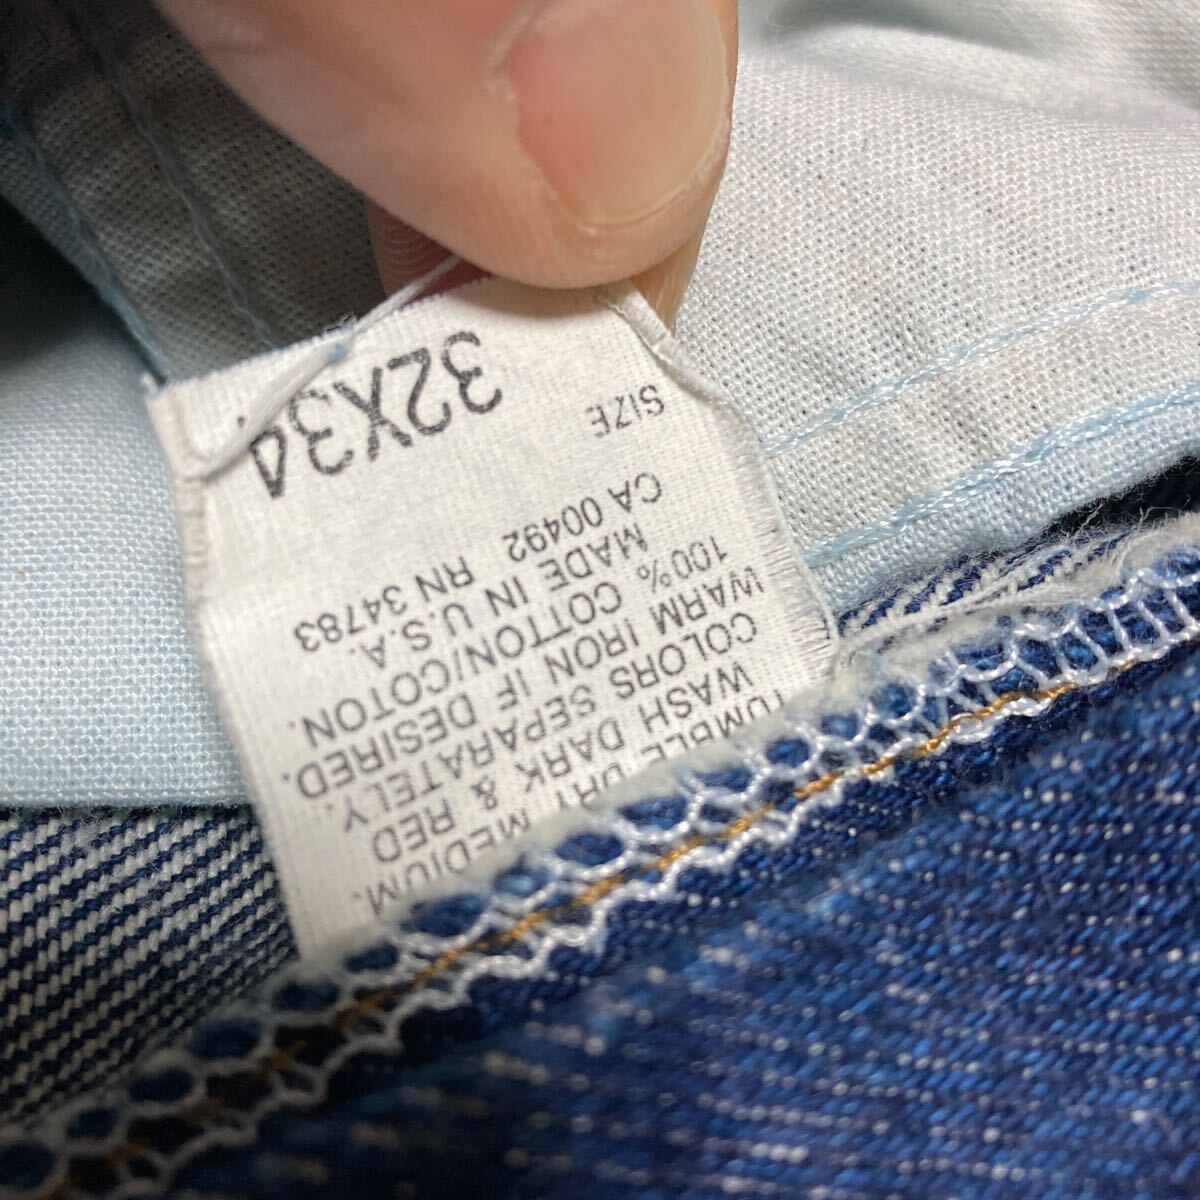 TUMBLE DRY MEDIUM.
WASH DARK & RED
COLORS SEPARATELY.
WARM IRON IF DESIRED.
100% COTTON/COTON.
MADE IN U.S.A.
CA 00492 RN 34783
SIZE
32X34